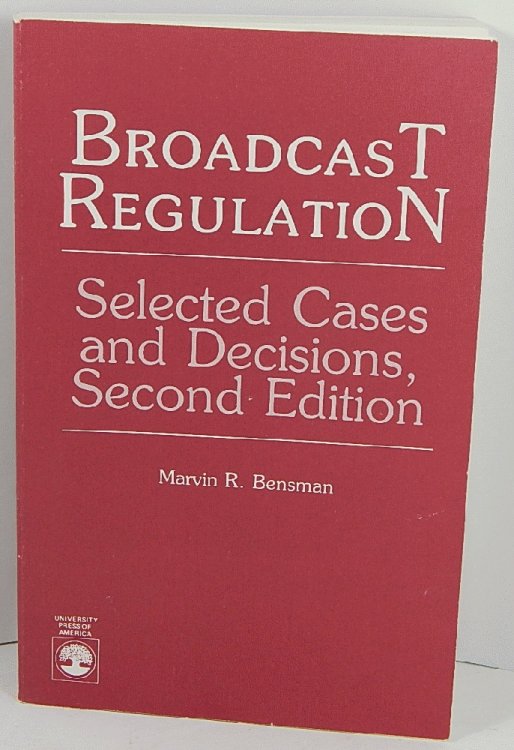 BROADCAST
REGULATION
Selected Cases
and Decisions,
Second Edition
Marvin R. Bensman
UNIVERSITY
PRESS OF
AMERICA